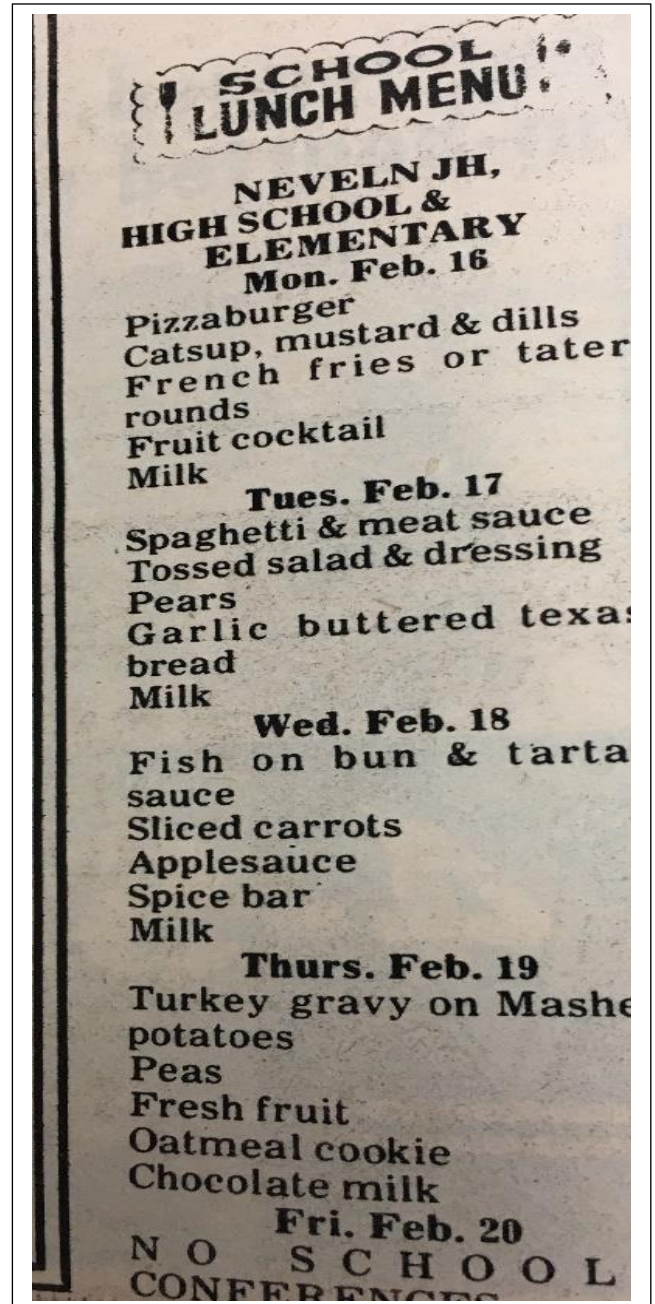 SCHOOL
LUNCH MENU
NEVELN JH,
HIGH SCHOOL &
ELEMENTARY
Mon. Feb. 16
Pizzaburger
Catsup, mustard & dills
French fries or tater
rounds
Fruit cocktail
Milk
Tues. Feb. 17
Spaghetti & meat sauce
Tossed salad & dressing
Pears
Garlic buttered texas
bread
Milk
Wed. Feb. 18
Fish on bun & tarta
sauce
Sliced carrots
Applesauce
Spice bar
Milk
Thurs. Feb. 19
Turkey gravy on Mashe
potatoes
Peas
Fresh fruit
Oatmeal cookie
Chocolate milk
Fri. Feb. 20
NO SCHOOL
CONFERENCES